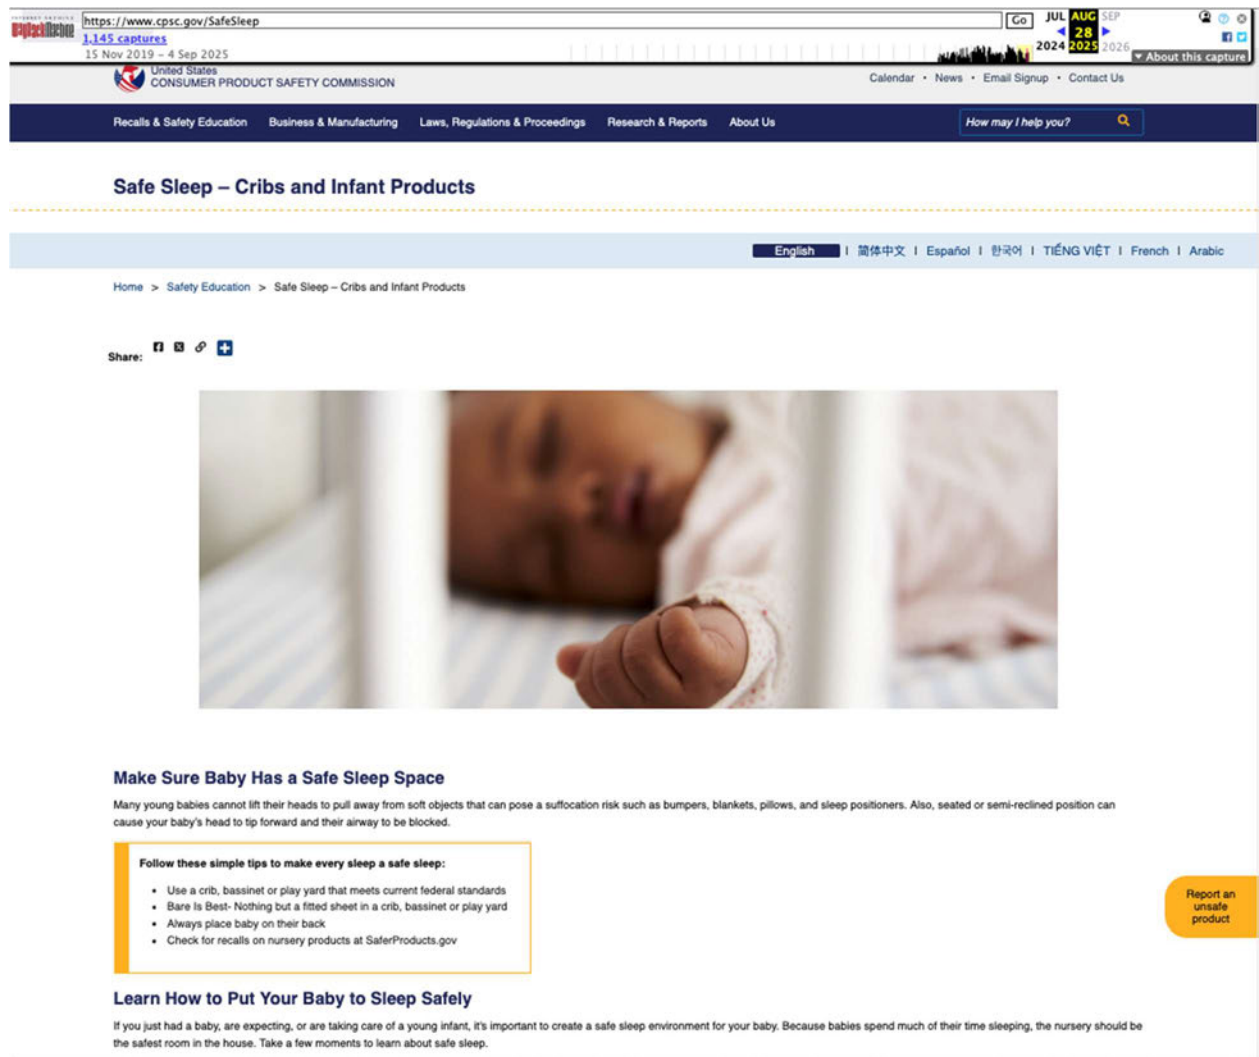 INTERNET ARCHIVE
WayBackMachine
https://www.cpsc.gov/SafeSleep
Go
JUL AUG SEP
1,145 captures
28
15 Nov 2019 – 4 Sep 2025
2024 2025 2026
About this capture
United States
CONSUMER PRODUCT SAFETY COMMISSION
Calendar • News • Email Signup • Contact Us
Recalls & Safety Education Business & Manufacturing Laws, Regulations & Proceedings Research & Reports About Us How may I help you?
Safe Sleep – Cribs and Infant Products
English | 简体中文 | Español | 한국어 | TIẾNG VIỆT | French | Arabic
Home > Safety Education > Safe Sleep – Cribs and Infant Products
Share:
Make Sure Baby Has a Safe Sleep Space
Many young babies cannot lift their heads to pull away from soft objects that can pose a suffocation risk such as bumpers, blankets, pillows, and sleep positioners. Also, seated or semi-reclined position can
cause your baby's head to tip forward and their airway to be blocked.
Follow these simple tips to make every sleep a safe sleep:
• Use a crib, bassinet or play yard that meets current federal standards
• Bare Is Best- Nothing but a fitted sheet in a crib, bassinet or play yard
• Always place baby on their back
• Check for recalls on nursery products at SaferProducts.gov
Report an
unsafe
product
Learn How to Put Your Baby to Sleep Safely
If you just had a baby, are expecting, or are taking care of a young infant, it's important to create a safe sleep environment for your baby. Because babies spend much of their time sleeping, the nursery should be
the safest room in the house. Take a few moments to learn about safe sleep.